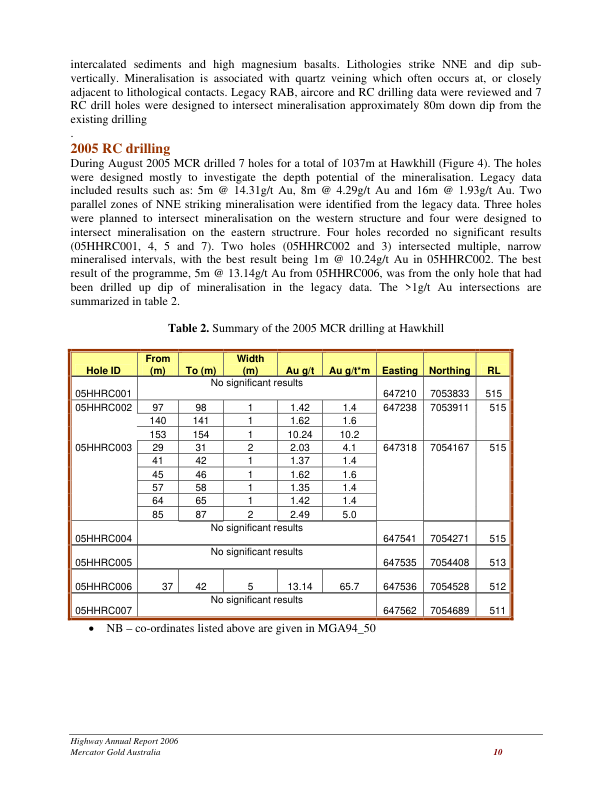 intercalated sediments and high magnesium basalts. Lithologies strike NNE and dip sub-
vertically. Mineralisation is associated with quartz veining which often occurs at, or closely
adjacent to lithological contacts. Legacy RAB, aircore and RC drilling data were reviewed and 7
RC drill holes were designed to intersect mineralisation approximately 80m down dip from the
existing drilling
.
2005 RC drilling
During August 2005 MCR drilled 7 holes for a total of 1037m at Hawkhill (Figure 4). The holes
were designed mostly to investigate the depth potential of the mineralisation. Legacy data
included results such as: 5m @ 14.31g/t Au, 8m @ 4.29g/t Au and 16m @ 1.93g/t Au. Two
parallel zones of NNE striking mineralisation were identified from the legacy data. Three holes
were planned to intersect mineralisation on the western structure and four were designed to
intersect mineralisation on the eastern structrure. Four holes recorded no significant results
(05HHRC001, 4, 5 and 7). Two holes (05HHRC002 and 3) intersected multiple, narrow
mineralised intervals, with the best result being 1m @ 10.24g/t Au in 05HHRC002. The best
result of the programme, 5m @ 13.14g/t Au from 05HHRC006, was from the only hole that had
been drilled up dip of mineralisation in the legacy data. The >1g/t Au intersections are
summarized in table 2.
Table 2. Summary of the 2005 MCR drilling at Hawkhill
Hole ID From (m) To (m) Width (m) Au g/t Au g/t*m Easting Northing RL
05HHRC001 No significant results 647210 7053833 515
05HHRC002 97 98 1 1.42 1.4 647238 7053911 515
140 141 1 1.62 1.6
153 154 1 10.24 10.2
05HHRC003 29 31 2 2.03 4.1 647318 7054167 515
41 42 1 1.37 1.4
45 46 1 1.62 1.6
57 58 1 1.35 1.4
64 65 1 1.42 1.4
85 87 2 2.49 5.0
05HHRC004 No significant results 647541 7054271 515
05HHRC005 No significant results 647535 7054408 513
05HHRC006 37 42 5 13.14 65.7 647536 7054528 512
05HHRC007 No significant results 647562 7054689 511
• NB – co-ordinates listed above are given in MGA94_50
Highway Annual Report 2006
Mercator Gold Australia 10